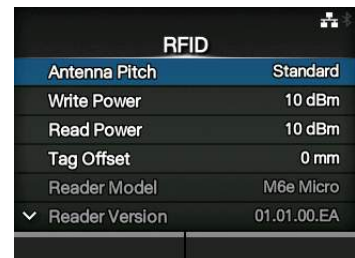 RFID
Antenna Pitch Standard
Write Power 10 dBm
Read Power 10 dBm
Tag Offset 0 mm
Reader Model M6e Micro
Reader Version 01.01.00.EA